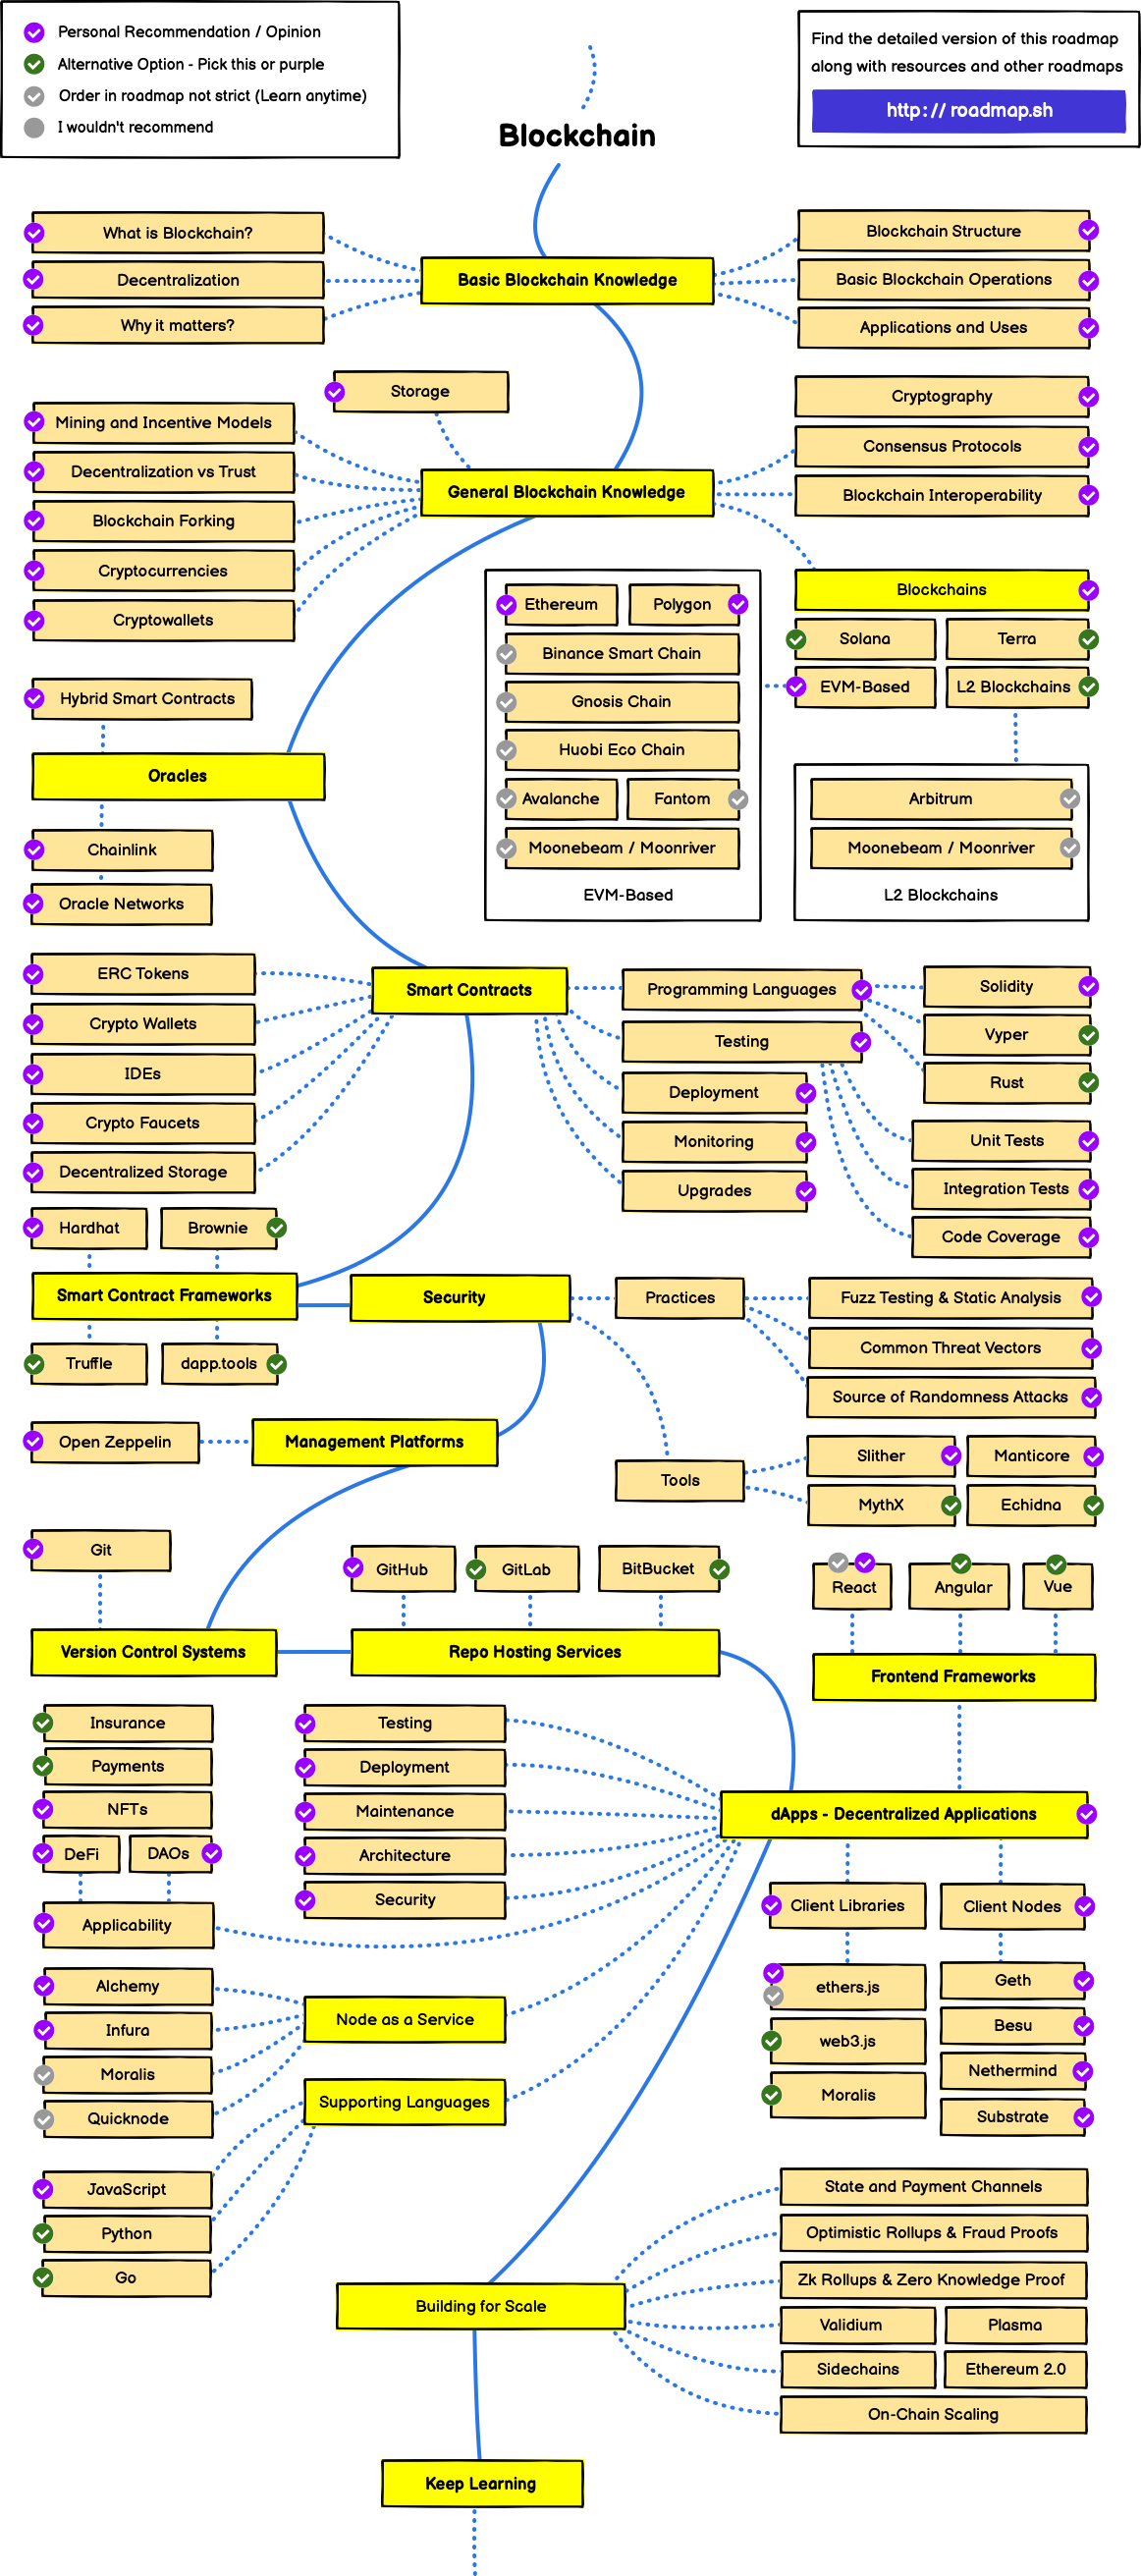 Personal Recommendation / Opinion
Alternative Option - Pick this or purple
Order in roadmap not strict (Learn anytime)
I wouldn't recommend
Find the detailed version of this roadmap
along with resources and other roadmaps
http://roadmap.sh
Blockchain
What is Blockchain?
Decentralization
Why it matters?
Basic Blockchain Knowledge
Blockchain Structure
Basic Blockchain Operations
Applications and Uses
Storage
Mining and Incentive Models
Decentralization vs Trust
Blockchain Forking
Cryptocurrencies
Cryptowallets
General Blockchain Knowledge
Cryptography
Consensus Protocols
Blockchain Interoperability
Blockchains
Solana
Terra
EVM-Based
L2 Blockchains
Ethereum
Polygon
Binance Smart Chain
Gnosis Chain
Huobi Eco Chain
Avalanche
Fantom
Moonebeam / Moonriver
EVM-Based
Arbitrum
Moonebeam / Moonriver
L2 Blockchains
Hybrid Smart Contracts
Oracles
Chainlink
Oracle Networks
ERC Tokens
Crypto Wallets
IDEs
Crypto Faucets
Decentralized Storage
Smart Contracts
Programming Languages
Testing
Deployment
Monitoring
Upgrades
Solidity
Vyper
Rust
Unit Tests
Integration Tests
Code Coverage
Hardhat
Brownie
Smart Contract Frameworks
Truffle
dapp.tools
Security
Practices
Fuzz Testing & Static Analysis
Common Threat Vectors
Source of Randomness Attacks
Tools
Slither
Manticore
MythX
Echidna
Open Zeppelin
Management Platforms
Git
Version Control Systems
GitHub
GitLab
BitBucket
Repo Hosting Services
React
Angular
Vue
Frontend Frameworks
Insurance
Payments
NFTs
DeFi
DAOs
Applicability
Testing
Deployment
Maintenance
Architecture
Security
dApps - Decentralized Applications
Client Libraries
Client Nodes
ethers.js
web3.js
Moralis
Geth
Besu
Nethermind
Substrate
Alchemy
Infura
Moralis
Quicknode
Node as a Service
Supporting Languages
JavaScript
Python
Go
Building for Scale
State and Payment Channels
Optimistic Rollups & Fraud Proofs
Zk Rollups & Zero Knowledge Proof
Validium
Plasma
Sidechains
Ethereum 2.0
On-Chain Scaling
Keep Learning